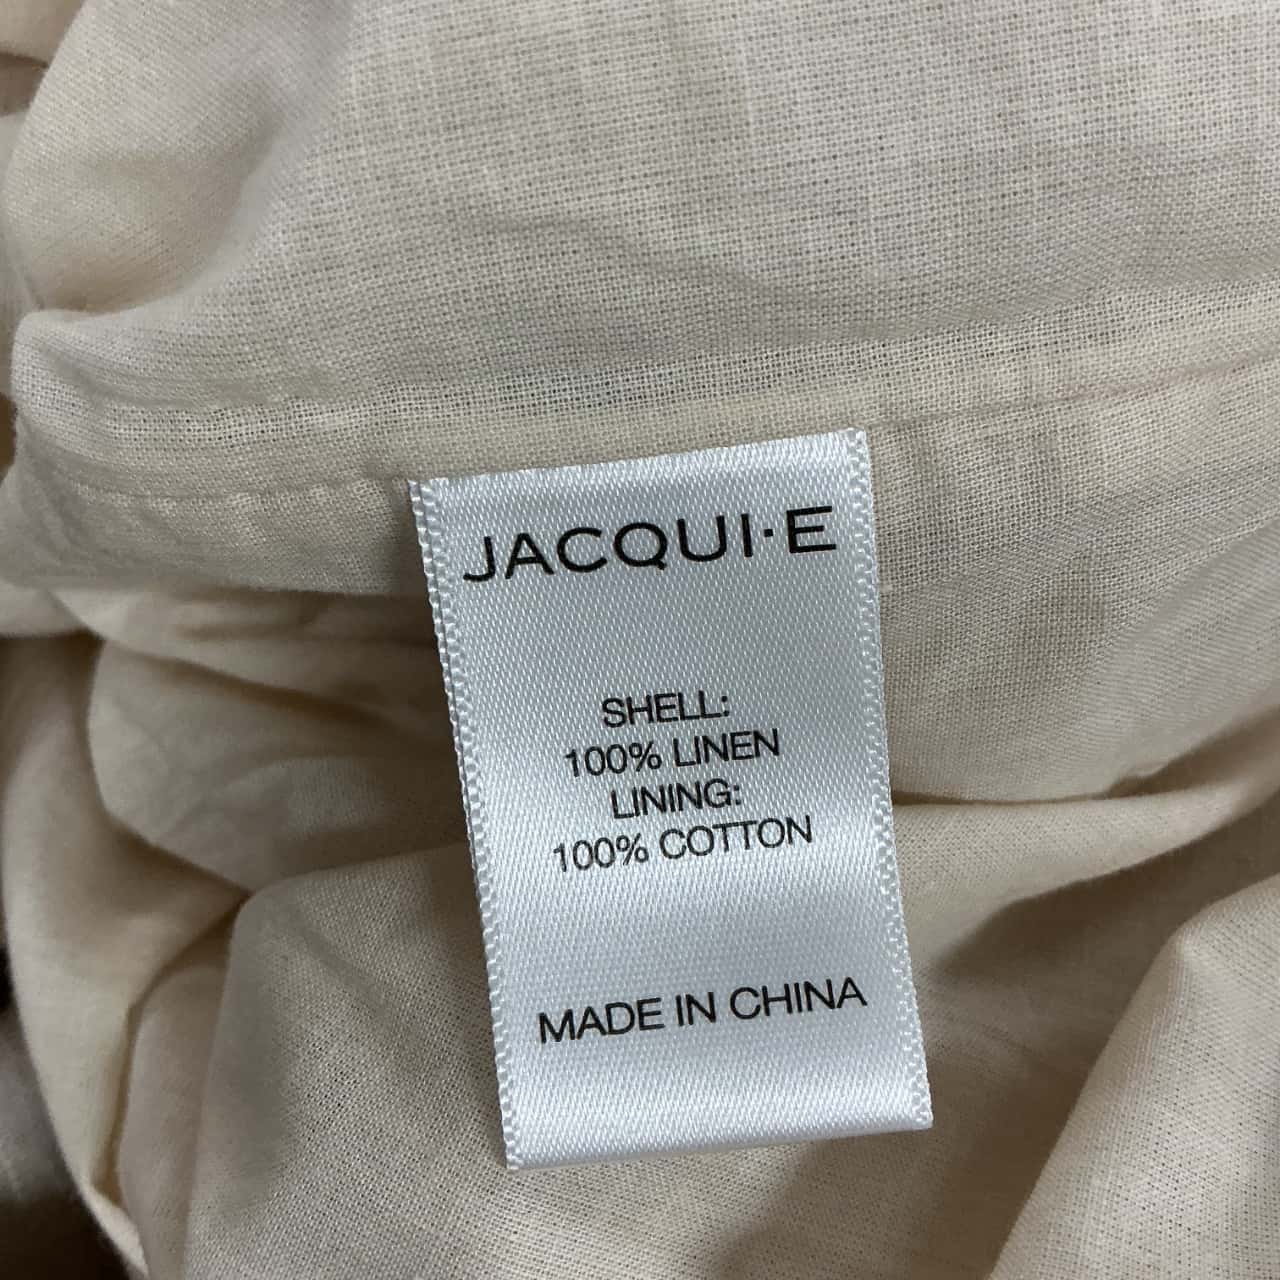 JACQUI·E
SHELL:
100% LINEN
LINING:
100% COTTON
MADE IN CHINA